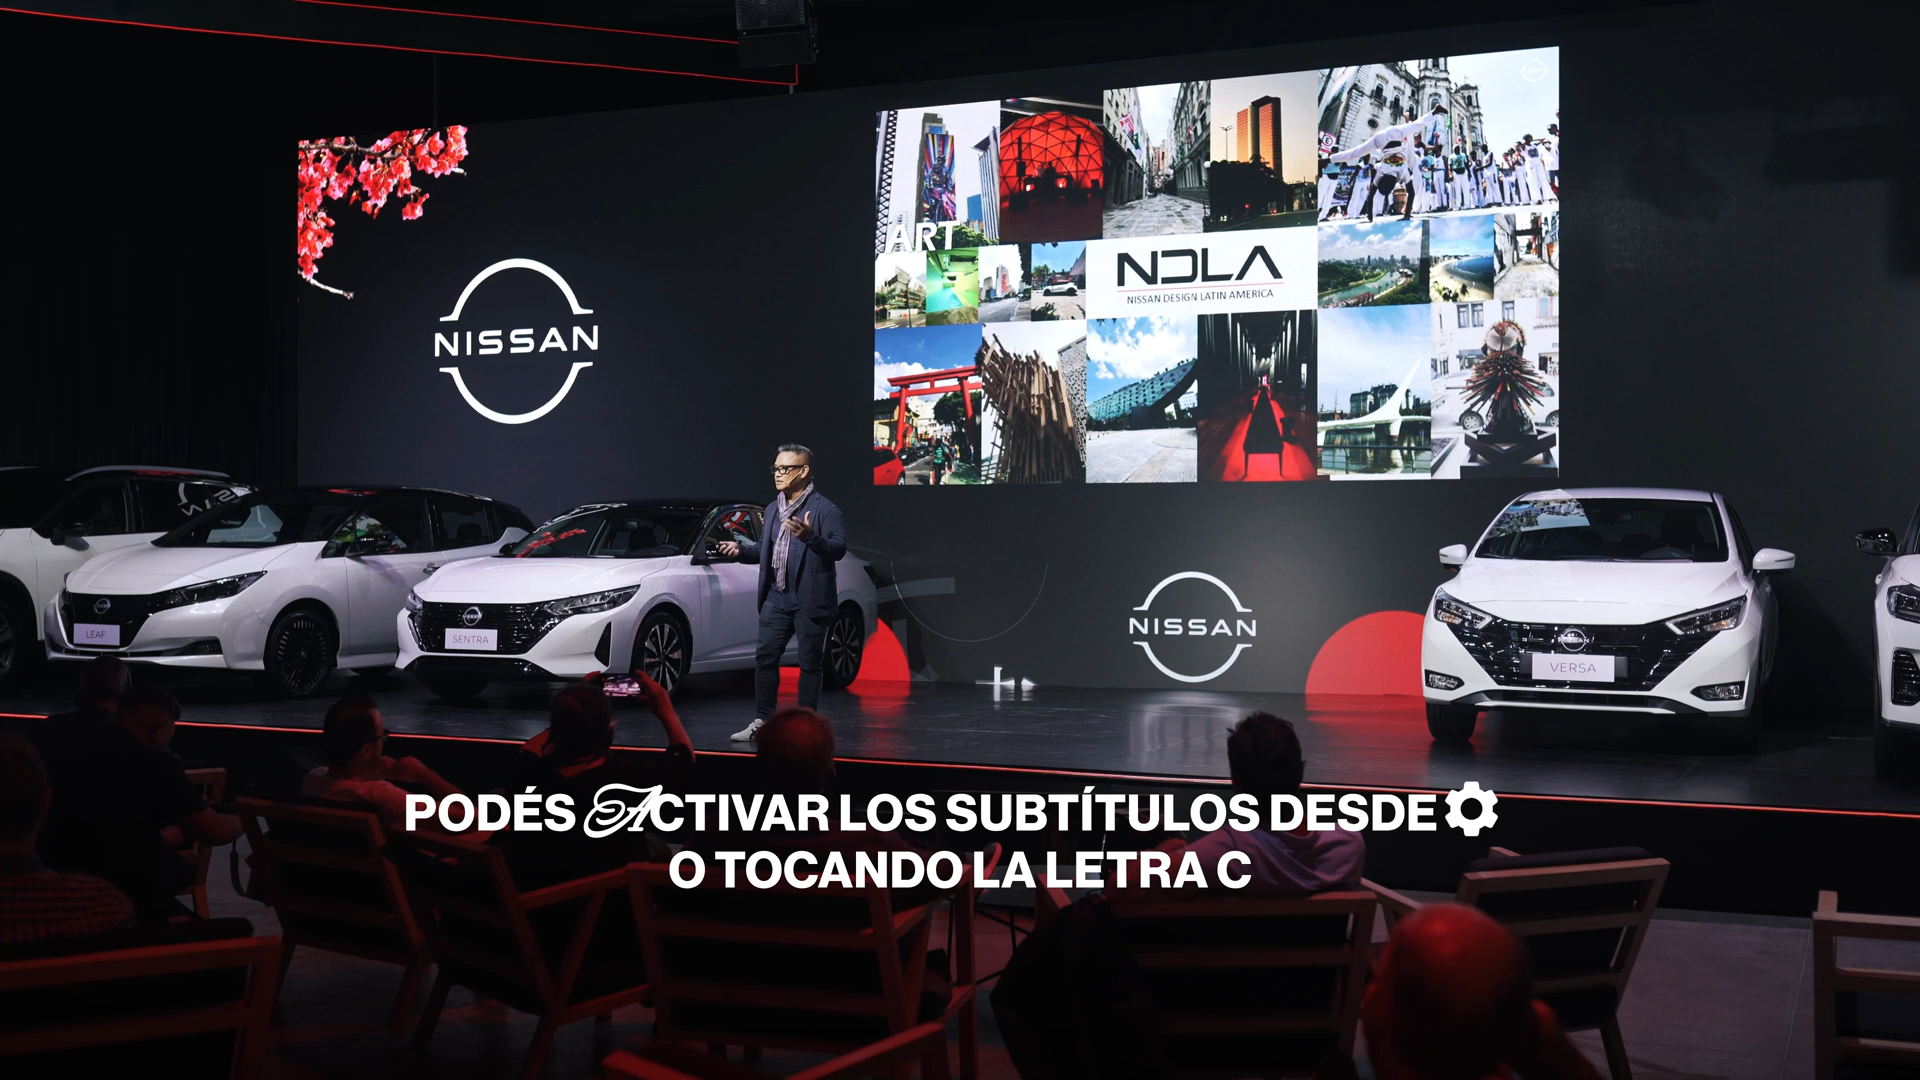 NISSAN
ART
NDLA
NISSAN DESIGN LATIN AMERICA
NISSAN
LEAF
SENTRA
NISSAN
VERSA
PODÉS ACTIVAR LOS SUBTÍTULOS DESDE
O TOCANDO LA LETRA C